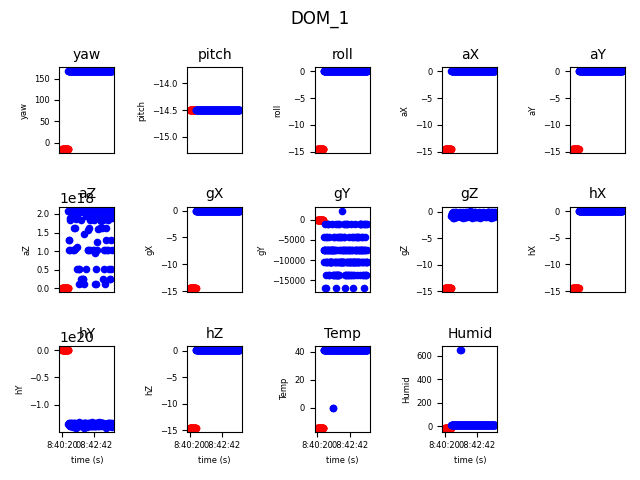 DOM_1
yaw pitch roll aX aY
150
100
50
0
yaw
−14.0
−14.5
−15.0
pitch
0
−5
−10
−15
roll
0
−5
−10
−15
aX
0
−5
−10
−15
aY
aZ gX gY gZ hX
1e18
2.0
1.5
1.0
0.5
0.0
aZ
0
−5
−10
−15
gX
0
−5000
−10000
−15000
gY
0
−5
−10
−15
gZ
0
−5
−10
−15
hX
hY hZ Temp Humid
1e20
0.0
−0.5
−1.0
hY
0
−5
−10
−15
hZ
40
20
0
Temp
600
400
200
0
Humid
8:40:20 8:42:42 8:40:20 8:42:42 8:40:20 8:42:42 8:40:20 8:42:42
time (s) time (s) time (s) time (s)